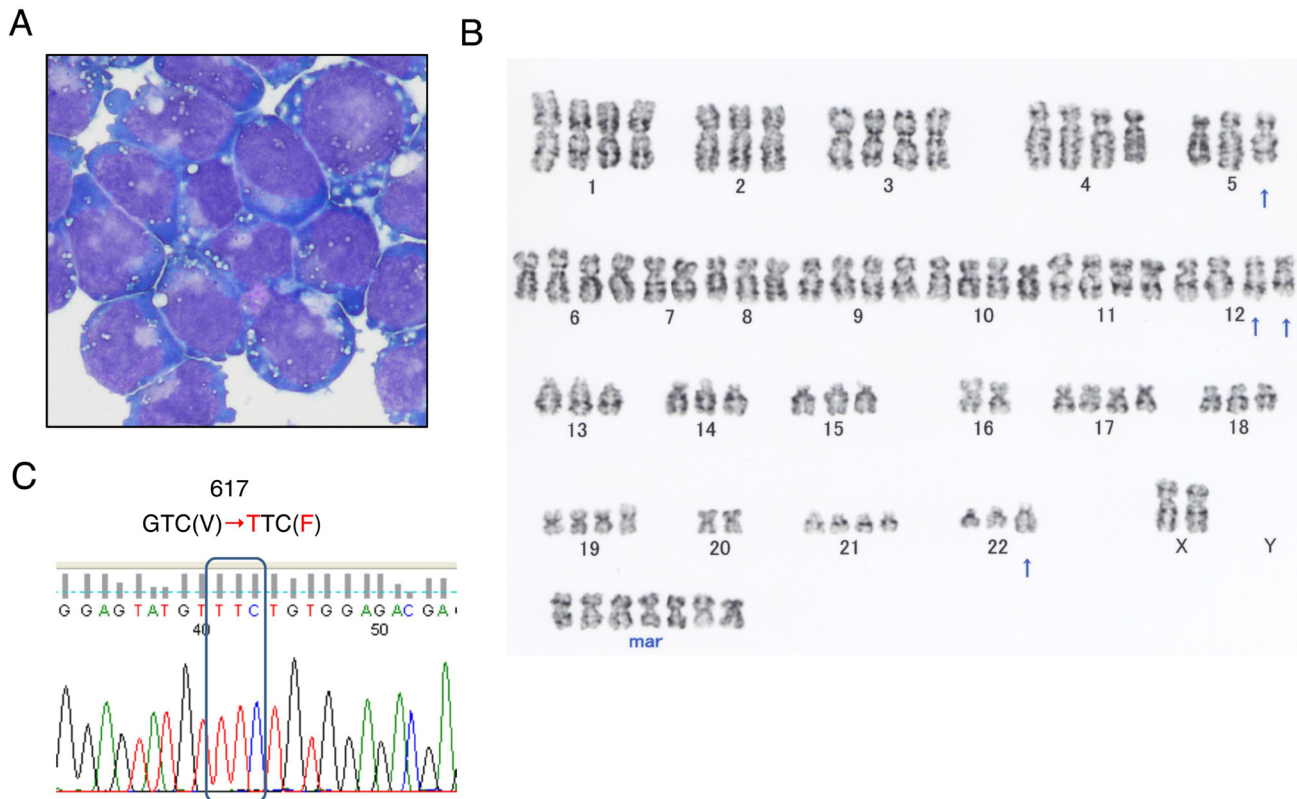 A
B
1 2 3 4 5
6 7 8 9 10 11 12
13 14 15 16 17 18
19 20 21 22 X Y
mar
C
617
GTC(V)→TTC(F)
G G A G T A T G T T T C T G T G G A G A C G A
40 50